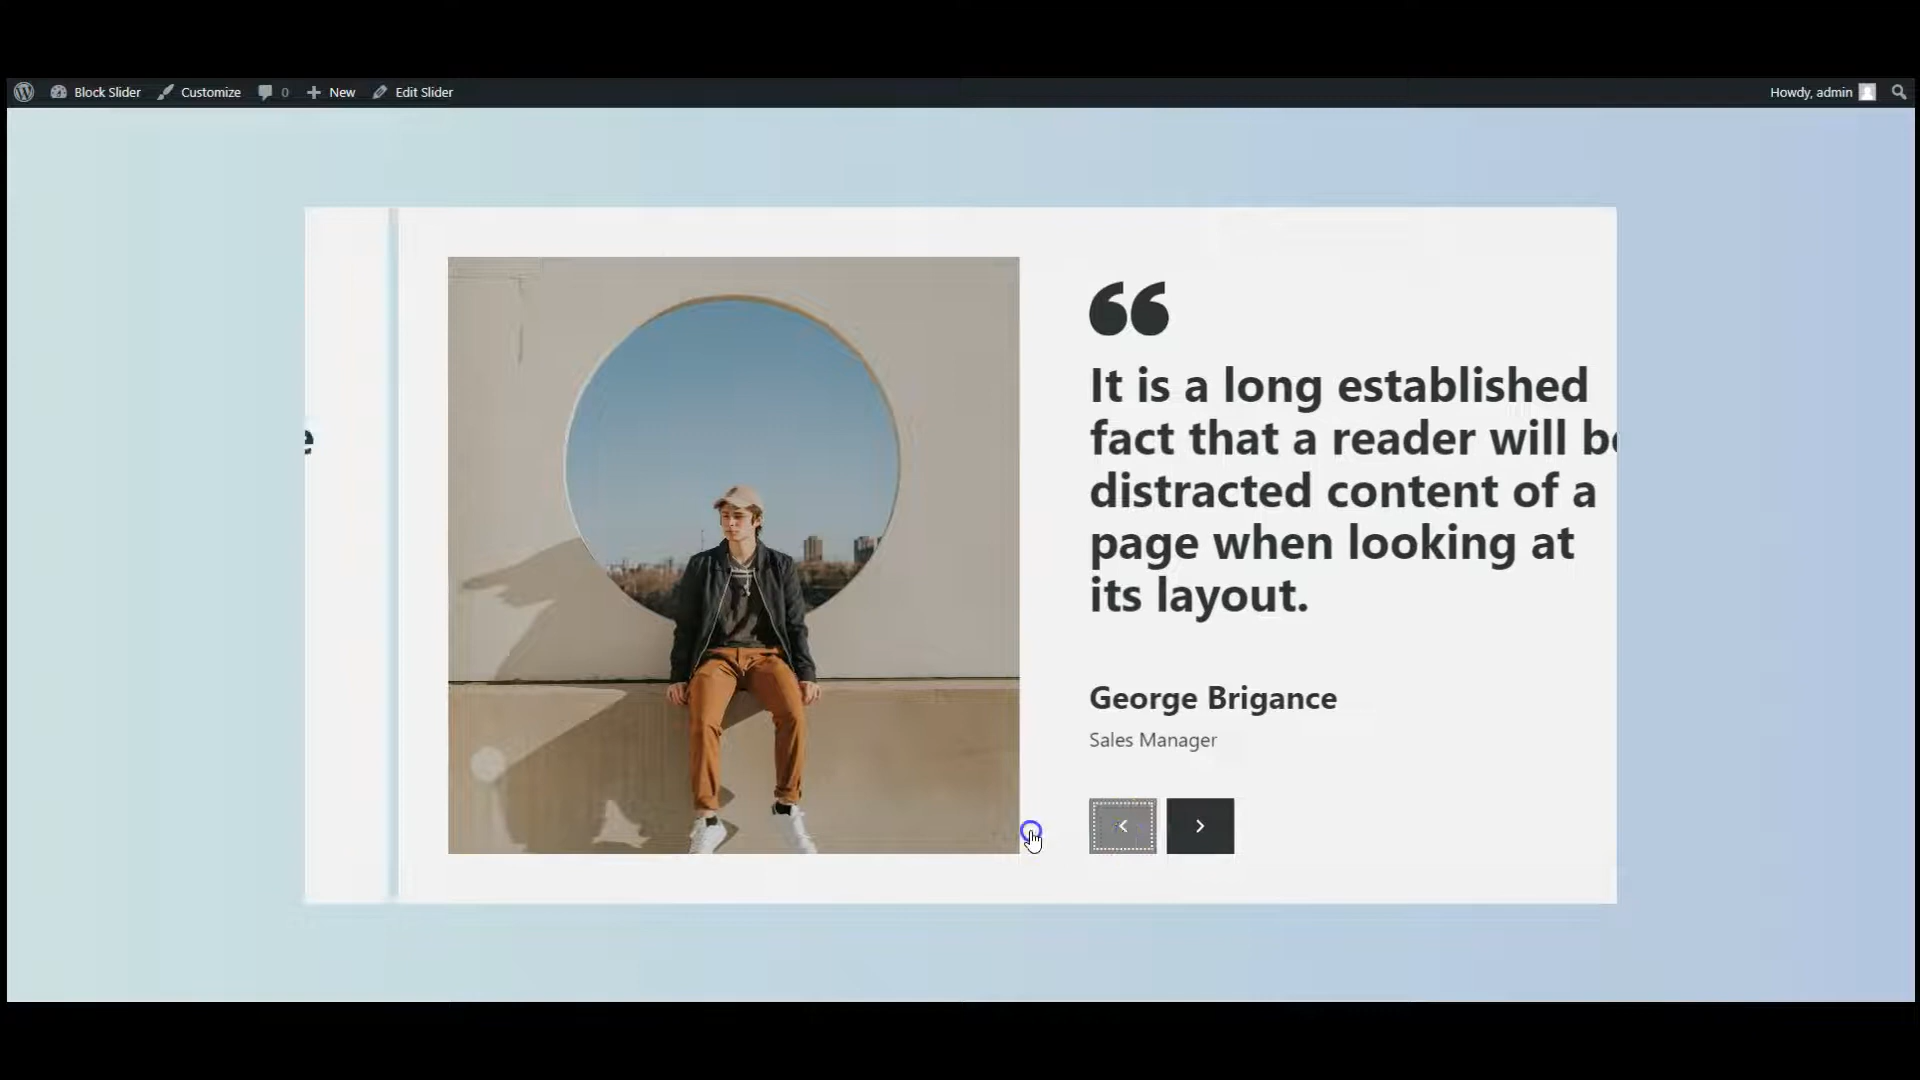 Block Slider Customize 0 New Edit Slider Howdy, admin
e
It is a long established
fact that a reader will be
distracted content of a
page when looking at
its layout.
George Brigance
Sales Manager